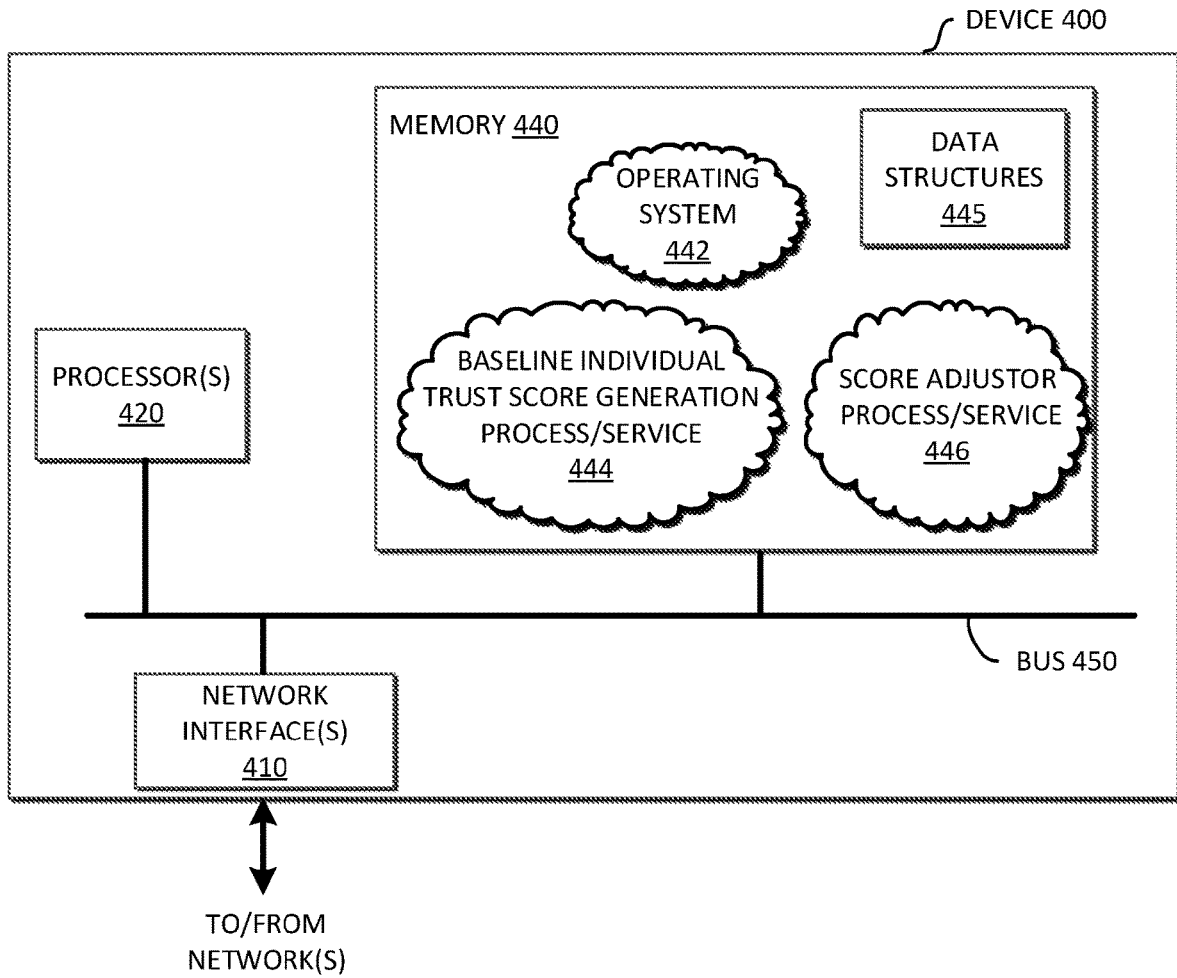 DEVICE 400
MEMORY 440
OPERATING
SYSTEM
442
DATA
STRUCTURES
445
PROCESSOR(S)
420
BASELINE INDIVIDUAL
TRUST SCORE GENERATION
PROCESS/SERVICE
444
SCORE ADJUSTOR
PROCESS/SERVICE
446
BUS 450
NETWORK
INTERFACE(S)
410
TO/FROM
NETWORK(S)